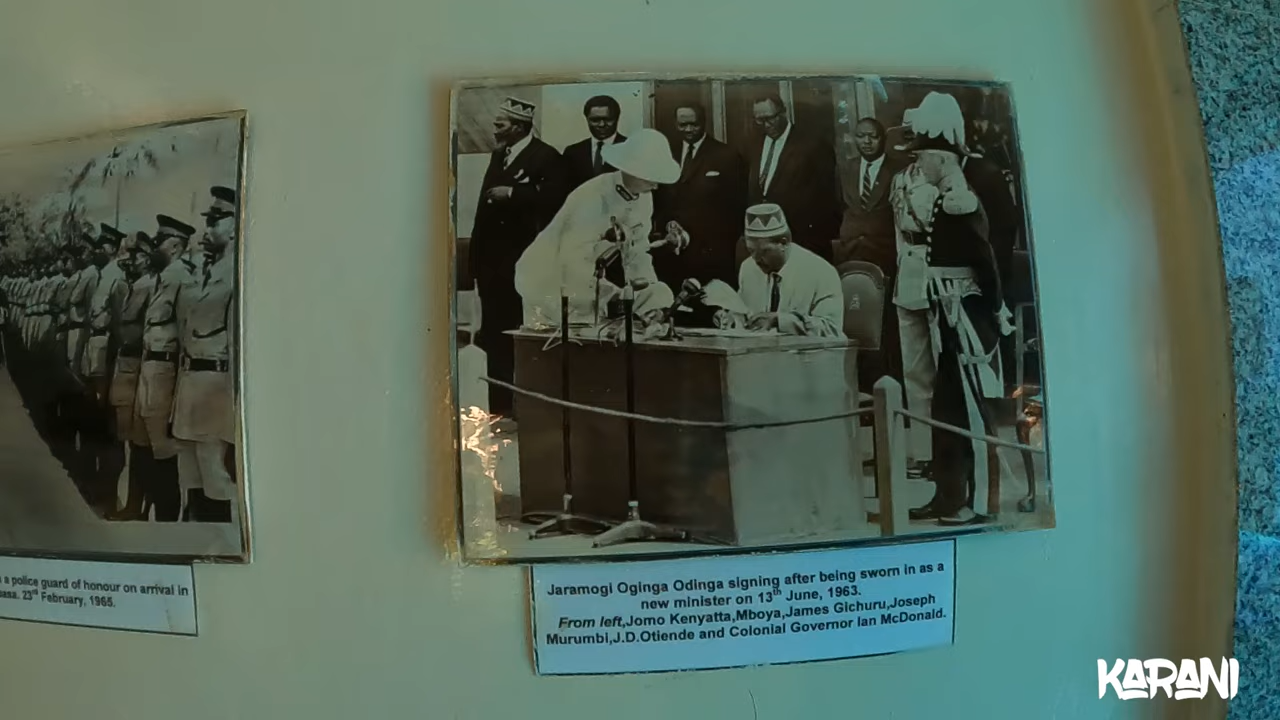 a police guard of honour on arrival in
23rd February, 1965.
Jaramogi Oginga Odinga signing after being sworn in as a
new minister on 13th June, 1963.
From left,Jomo Kenyatta,Mboya,James Gichuru,Joseph
Murumbi,J.D.Otiende and Colonial Governor Ian McDonald.
KARANI